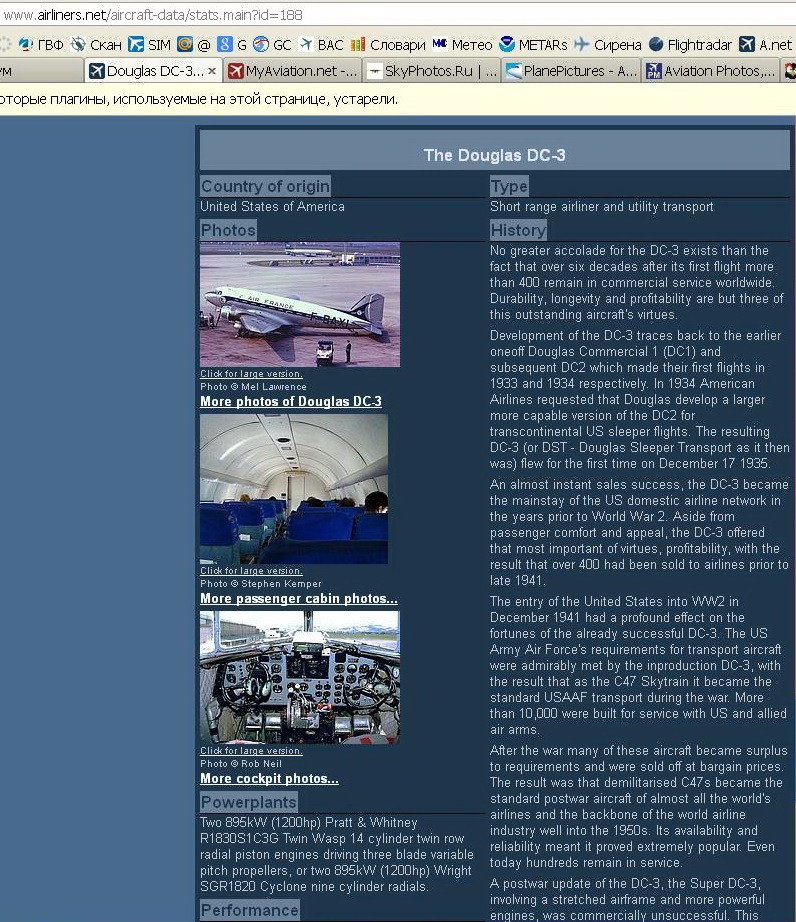 www.airliners.net/aircraft-data/stats.main?id=188
ГВФ Скан SIM @ G GC ВАС Словари Метео METARs Сирена Flightradar A.net
ум Douglas DC-3... × MyAviation.net -... SkyPhotos.Ru | ... PlanePictures - A... Aviation Photos,...
оторые плагины, используемые на этой странице, устарели.
The Douglas DC-3
Country of origin
United States of America
Photos
AIR FRANCE
F-BAXL
Click for large version.
Photo © Mel Lawrence
More photos of Douglas DC-3
Click for large version.
Photo © Stephen Kemper
More passenger cabin photos...
Click for large version.
Photo © Rob Neil
More cockpit photos...
Powerplants
Two 895kW (1200hp) Pratt & Whitney
R1830S1C3G Twin Wasp 14 cylinder twin row
radial piston engines driving three blade variable
pitch propellers, or two 895kW (1200hp) Wright
SGR1820 Cyclone nine cylinder radials.
Performance
Type
Short range airliner and utility transport
History
No greater accolade for the DC-3 exists than the
fact that over six decades after its first flight more
than 400 remain in commercial service worldwide.
Durability, longevity and profitability are but three of
this outstanding aircraft's virtues.
Development of the DC-3 traces back to the earlier
oneoff Douglas Commercial 1 (DC1) and
subsequent DC2 which made their first flights in
1933 and 1934 respectively. In 1934 American
Airlines requested that Douglas develop a larger
more capable version of the DC2 for
transcontinental US sleeper flights. The resulting
DC-3 (or DST - Douglas Sleeper Transport as it then
was) flew for the first time on December 17 1935.
An almost instant sales success, the DC-3 became
the mainstay of the US domestic airline network in
the years prior to World War 2. Aside from
passenger comfort and appeal, the DC-3 offered
that most important of virtues, profitability, with the
result that over 400 had been sold to airlines prior to
late 1941.
The entry of the United States into WW2 in
December 1941 had a profound effect on the
fortunes of the already successful DC-3. The US
Army Air Force's requirements for transport aircraft
were admirably met by the inproduction DC-3, with
the result that as the C47 Skytrain it became the
standard USAAF transport during the war. More
than 10,000 were built for service with US and allied
air arms.
After the war many of these aircraft became surplus
to requirements and were sold off at bargain prices.
The result was that demilitarised C47s became the
standard postwar aircraft of almost all the world's
airlines and the backbone of the world airline
industry well into the 1950s. Its availability and
reliability meant it proved extremely popular. Even
today hundreds remain in service.
A postwar update of the DC-3, the Super DC-3,
involving a stretched airframe and more powerful
engines, was commercially unsuccessful. This